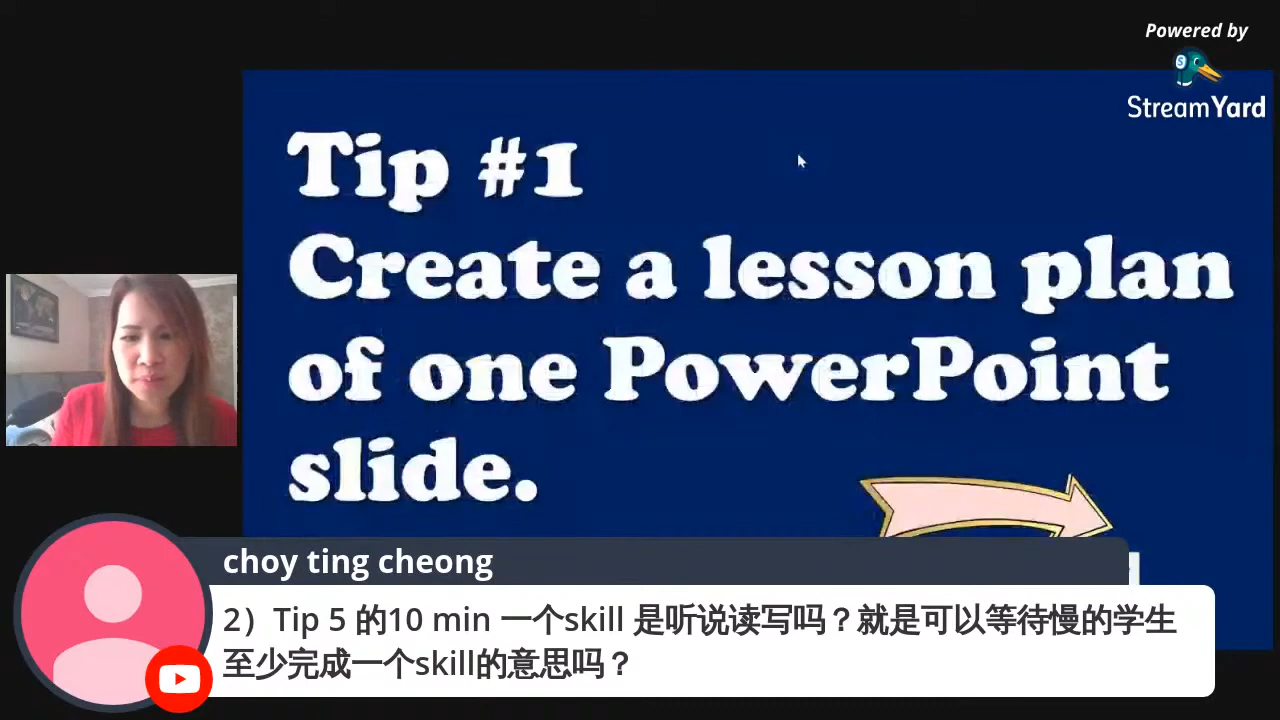 Powered by
StreamYard
Tip #1
Create a lesson plan
of one PowerPoint
slide.
choy ting cheong
2）Tip 5 的10 min 一个skill 是听说读写吗？就是可以等待慢的学生
至少完成一个skill的意思吗？